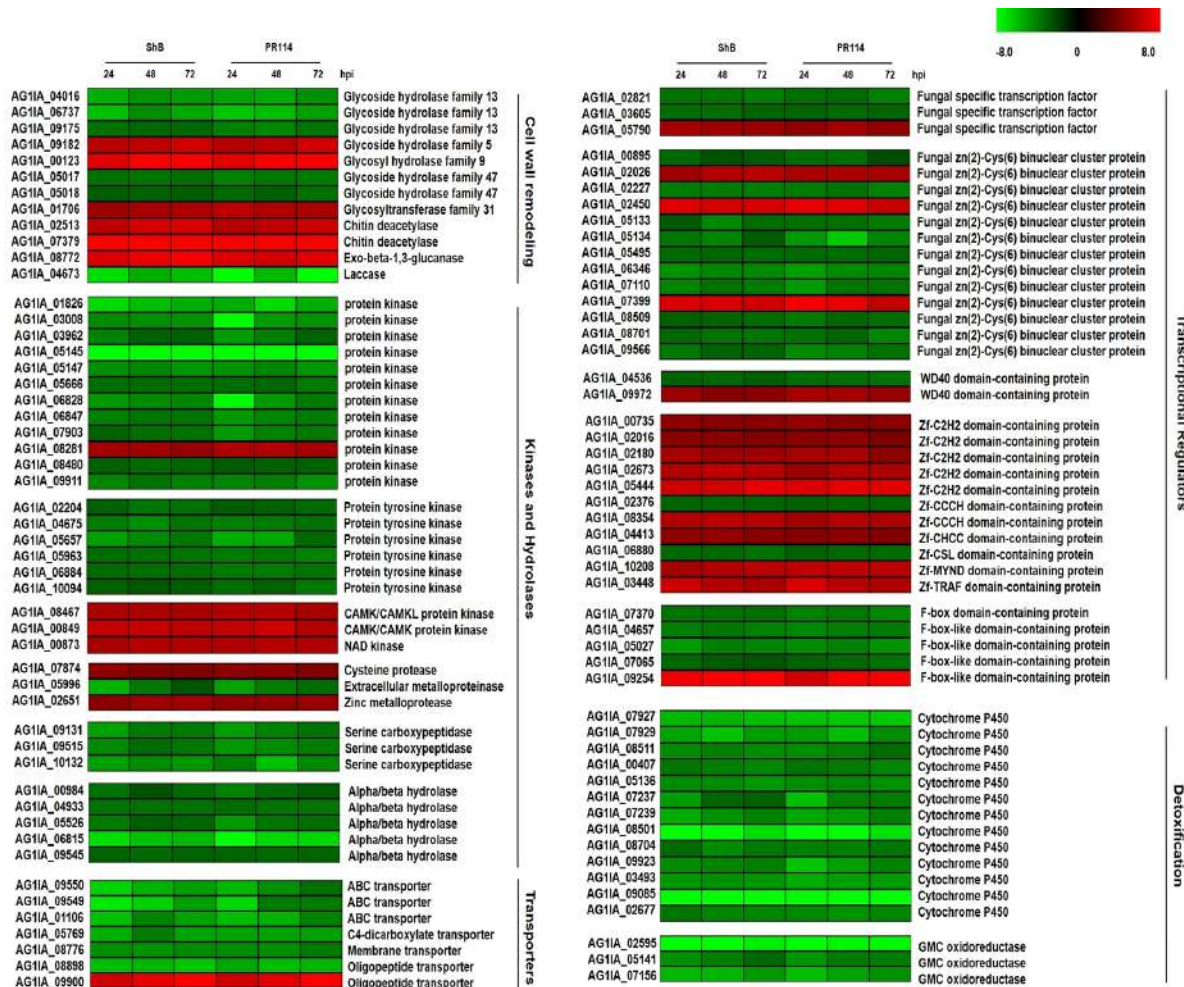 ShB PR114
24 48 72 24 48 72 hpi
AG1IA_04016 Glycoside hydrolase family 13
AG1IA_06737 Glycoside hydrolase family 13
AG1IA_09175 Glycoside hydrolase family 13
AG1IA_09182 Glycoside hydrolase family 5
AG1IA_00123 Glycosyl hydrolase family 9
AG1IA_05017 Glycoside hydrolase family 47
AG1IA_05018 Glycoside hydrolase family 47
AG1IA_01706 Glycosyltransferase family 31
AG1IA_02513 Chitin deacetylase
AG1IA_07379 Chitin deacetylase
AG1IA_08772 Exo-beta-1,3-glucanase
AG1IA_04673 Laccase
Cell wall remodeling
AG1IA_01826 protein kinase
AG1IA_03008 protein kinase
AG1IA_03962 protein kinase
AG1IA_05145 protein kinase
AG1IA_05147 protein kinase
AG1IA_05666 protein kinase
AG1IA_06828 protein kinase
AG1IA_06847 protein kinase
AG1IA_07903 protein kinase
AG1IA_08281 protein kinase
AG1IA_08480 protein kinase
AG1IA_09911 protein kinase
AG1IA_02204 Protein tyrosine kinase
AG1IA_04675 Protein tyrosine kinase
AG1IA_05657 Protein tyrosine kinase
AG1IA_05963 Protein tyrosine kinase
AG1IA_06884 Protein tyrosine kinase
AG1IA_10094 Protein tyrosine kinase
AG1IA_08467 CAMK/CAMKL protein kinase
AG1IA_00849 CAMK/CAMK protein kinase
AG1IA_00873 NAD kinase
AG1IA_07874 Cysteine protease
AG1IA_05996 Extracellular metalloproteinase
AG1IA_02651 Zinc metalloprotease
AG1IA_09131 Serine carboxypeptidase
AG1IA_09515 Serine carboxypeptidase
AG1IA_10132 Serine carboxypeptidase
AG1IA_00984 Alpha/beta hydrolase
AG1IA_04933 Alpha/beta hydrolase
AG1IA_05526 Alpha/beta hydrolase
AG1IA_06815 Alpha/beta hydrolase
AG1IA_09545 Alpha/beta hydrolase
Kinases and Hydrolases
AG1IA_09550 ABC transporter
AG1IA_09549 ABC transporter
AG1IA_01106 ABC transporter
AG1IA_05769 C4-dicarboxylate transporter
AG1IA_08776 Membrane transporter
AG1IA_08898 Oligopeptide transporter
AG1IA_09900 Oligopeptide transporter
Transporters
-8.0 0 8.0
ShB PR114
24 48 72 24 48 72 hpi
AG1IA_02821 Fungal specific transcription factor
AG1IA_03605 Fungal specific transcription factor
AG1IA_05790 Fungal specific transcription factor
AG1IA_00895 Fungal zn(2)-Cys(6) binuclear cluster protein
AG1IA_02026 Fungal zn(2)-Cys(6) binuclear cluster protein
AG1IA_02227 Fungal zn(2)-Cys(6) binuclear cluster protein
AG1IA_02450 Fungal zn(2)-Cys(6) binuclear cluster protein
AG1IA_05133 Fungal zn(2)-Cys(6) binuclear cluster protein
AG1IA_05134 Fungal zn(2)-Cys(6) binuclear cluster protein
AG1IA_05495 Fungal zn(2)-Cys(6) binuclear cluster protein
AG1IA_06346 Fungal zn(2)-Cys(6) binuclear cluster protein
AG1IA_07110 Fungal zn(2)-Cys(6) binuclear cluster protein
AG1IA_07399 Fungal zn(2)-Cys(6) binuclear cluster protein
AG1IA_08509 Fungal zn(2)-Cys(6) binuclear cluster protein
AG1IA_08701 Fungal zn(2)-Cys(6) binuclear cluster protein
AG1IA_09566 Fungal zn(2)-Cys(6) binuclear cluster protein
AG1IA_04536 WD40 domain-containing protein
AG1IA_09972 WD40 domain-containing protein
AG1IA_00735 Zf-C2H2 domain-containing protein
AG1IA_02016 Zf-C2H2 domain-containing protein
AG1IA_02180 Zf-C2H2 domain-containing protein
AG1IA_02673 Zf-C2H2 domain-containing protein
AG1IA_05444 Zf-C2H2 domain-containing protein
AG1IA_02376 Zf-CCCH domain-containing protein
AG1IA_08354 Zf-CCCH domain-containing protein
AG1IA_04413 Zf-CHCC domain-containing protein
AG1IA_06880 Zf-CSL domain-containing protein
AG1IA_10208 Zf-MYND domain-containing protein
AG1IA_03448 Zf-TRAF domain-containing protein
AG1IA_07370 F-box domain-containing protein
AG1IA_04657 F-box-like domain-containing protein
AG1IA_05027 F-box-like domain-containing protein
AG1IA_07065 F-box-like domain-containing protein
AG1IA_09254 F-box-like domain-containing protein
Transcriptional Regulators
AG1IA_07927 Cytochrome P450
AG1IA_07929 Cytochrome P450
AG1IA_08511 Cytochrome P450
AG1IA_00407 Cytochrome P450
AG1IA_05136 Cytochrome P450
AG1IA_07237 Cytochrome P450
AG1IA_07239 Cytochrome P450
AG1IA_08501 Cytochrome P450
AG1IA_08704 Cytochrome P450
AG1IA_09923 Cytochrome P450
AG1IA_03493 Cytochrome P450
AG1IA_09085 Cytochrome P450
AG1IA_02677 Cytochrome P450
AG1IA_02595 GMC oxidoreductase
AG1IA_05141 GMC oxidoreductase
AG1IA_07156 GMC oxidoreductase
Detoxification